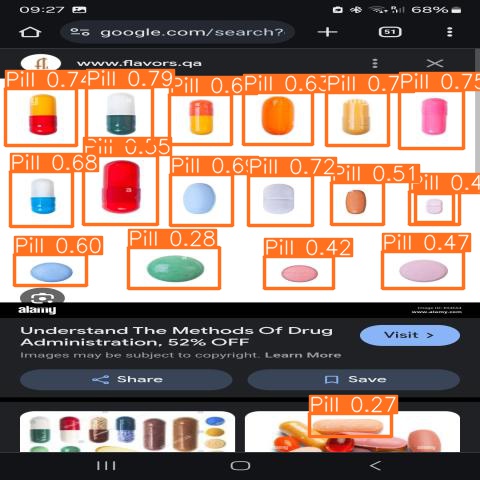 09:27 68%
google.com/search? 51
fl www.flavors.qa
Pill 0.74 Pill 0.79 Pill 0.6 Pill 0.63 Pill 0.7 Pill 0.75
Pill 0.68 Pill Pill 0.69 Pill 0.72 Pill 0.51 Pill 0.4
Pill 0.60 Pill 0.28 Pill 0.42 Pill 0.47
alamy
www.alamy.com
Understand The Methods Of Drug
Administration, 52% OFF
Visit >
Images may be subject to copyright. Learn More
Share Save
Pill 0.27